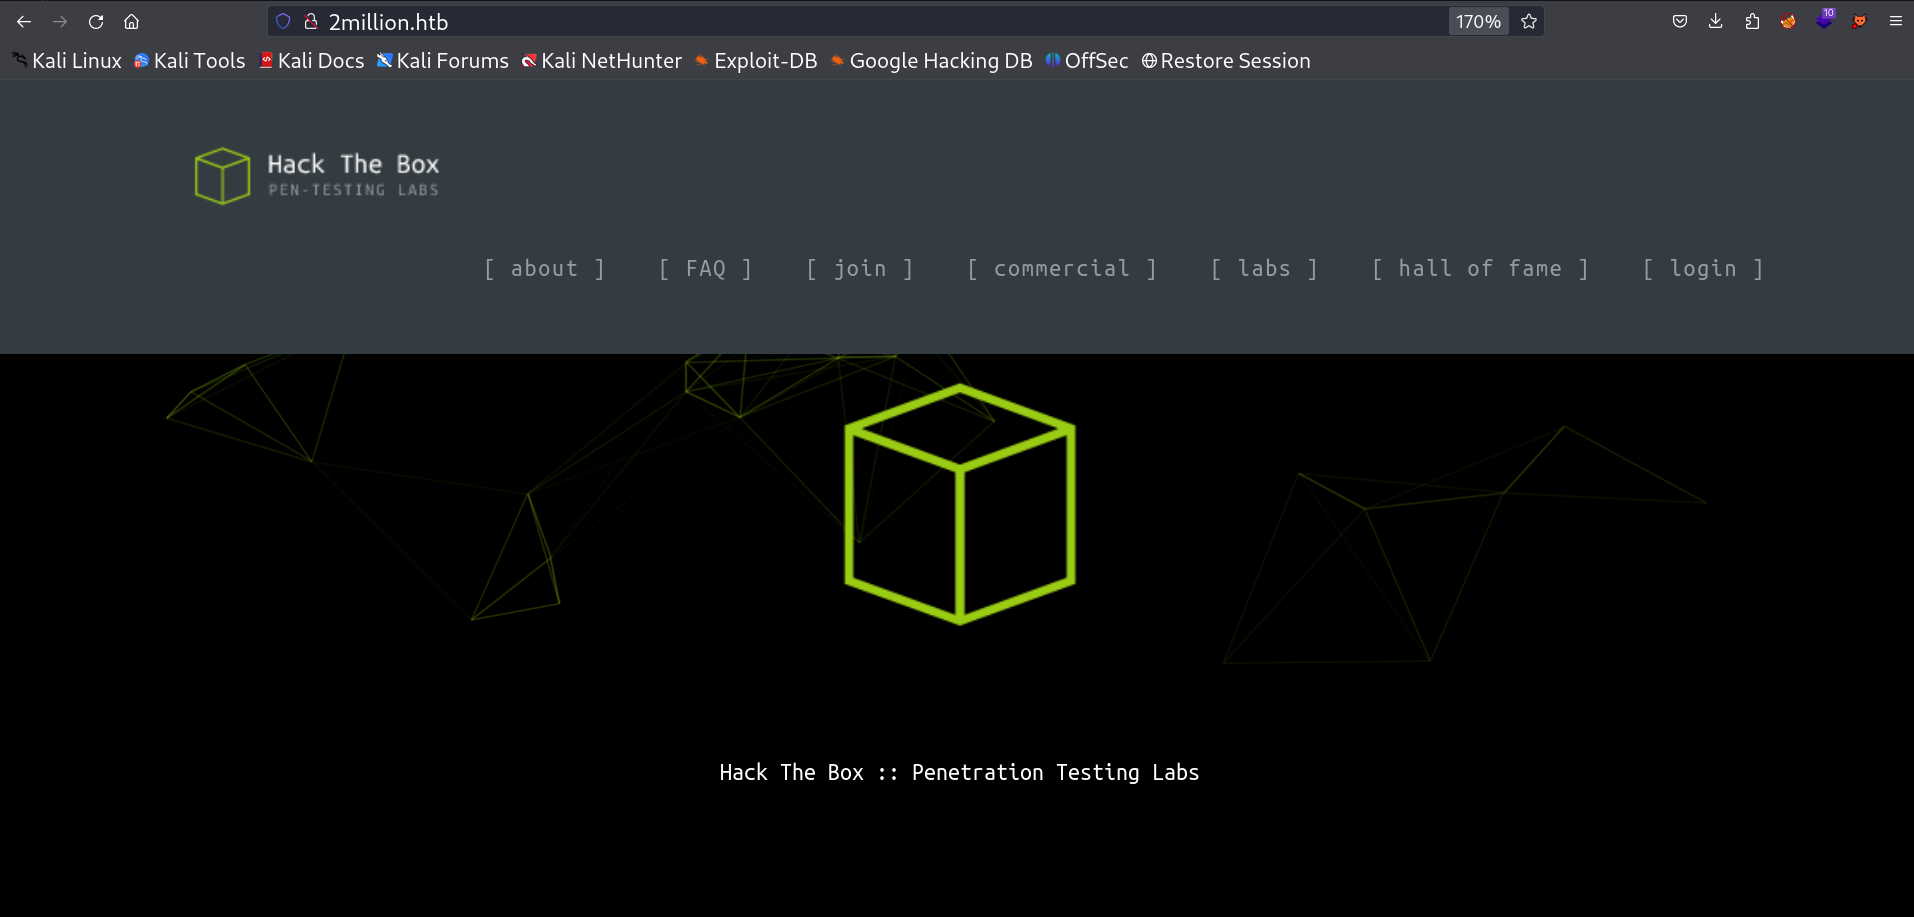 2million.htb 170% 10
Kali Linux Kali Tools Kali Docs Kali Forums Kali NetHunter Exploit-DB Google Hacking DB OffSec Restore Session
Hack The Box
PEN-TESTING LABS
[ about ] [ FAQ ] [ join ] [ commercial ] [ labs ] [ hall of fame ] [ login ]
Hack The Box :: Penetration Testing Labs